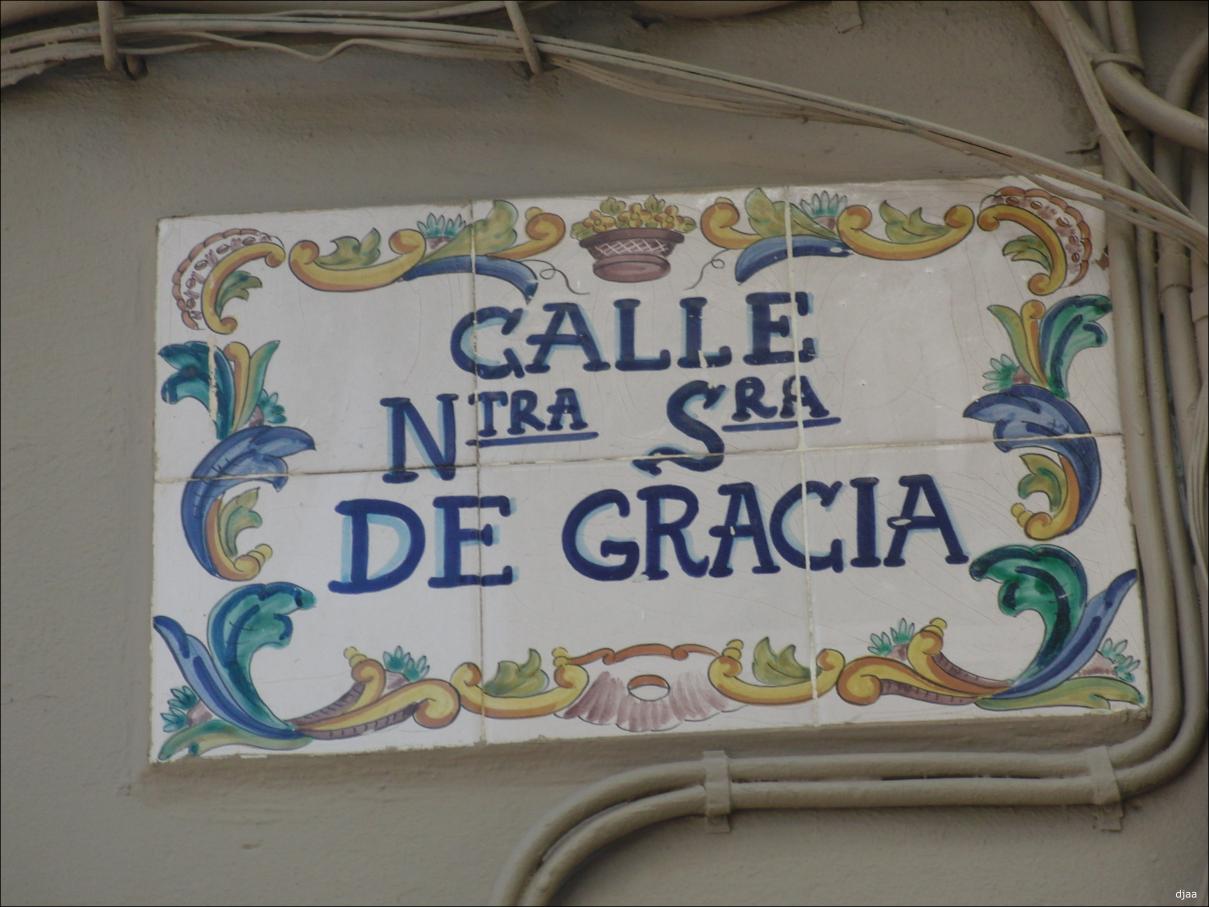 CALLE
NTRA SRA
DE GRACIA
djaa